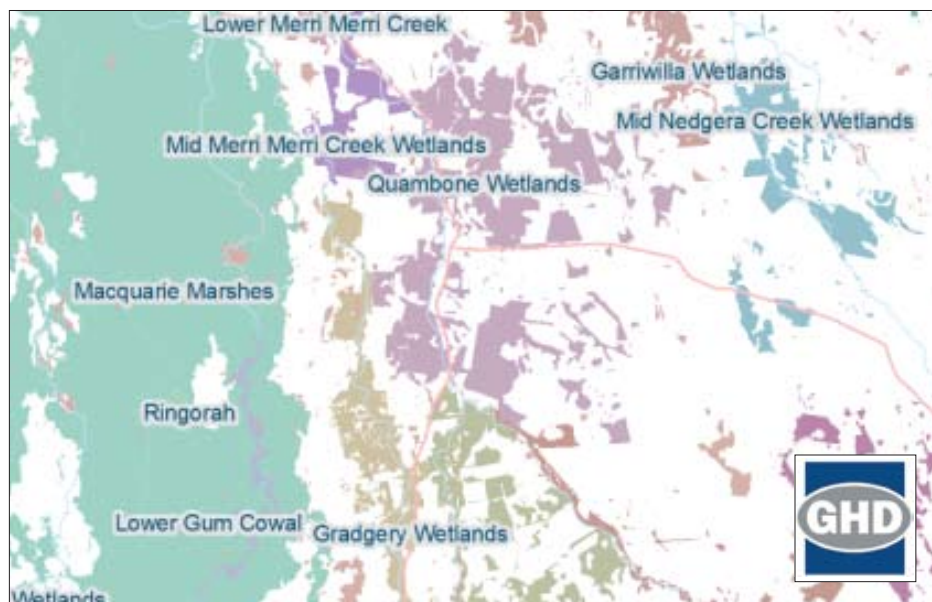 Lower Merri Merri Creek
Garriwilla Wetlands
Mid Nedgera Creek Wetlands
Mid Merri Merri Creek Wetlands
Quambone Wetlands
Macquarie Marshes
Ringorah
Lower Gum Cowal
Gradgery Wetlands
GHD
Wetlands